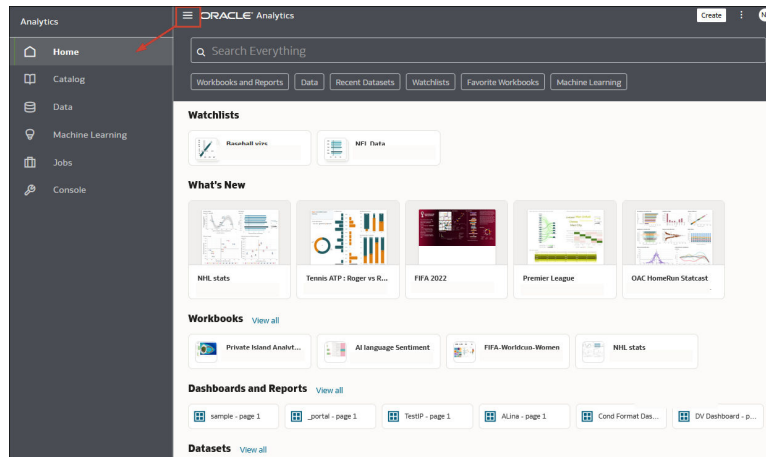 Analytics
ORACLE Analytics
Create
N
Home
Catalog
Data
Machine Learning
Jobs
Console
Search Everything
Workbooks and Reports Data Recent Datasets Watchlists Favorite Workbooks Machine Learning
Watchlists
Baseball vizs NFL Data
What's New
NHL stats Tennis ATP : Roger vs R... FIFA 2022 Premier League OAC HomeRun Statcast
Workbooks View all
Private Island Analyt... AI language Sentiment FIFA-Worldcup-Women NHL stats
Dashboards and Reports View all
sample - page 1 _portal - page 1 TestIP - page 1 ALine - page 1 Cond Format Das... DV Dashboard - p...
Datasets View all